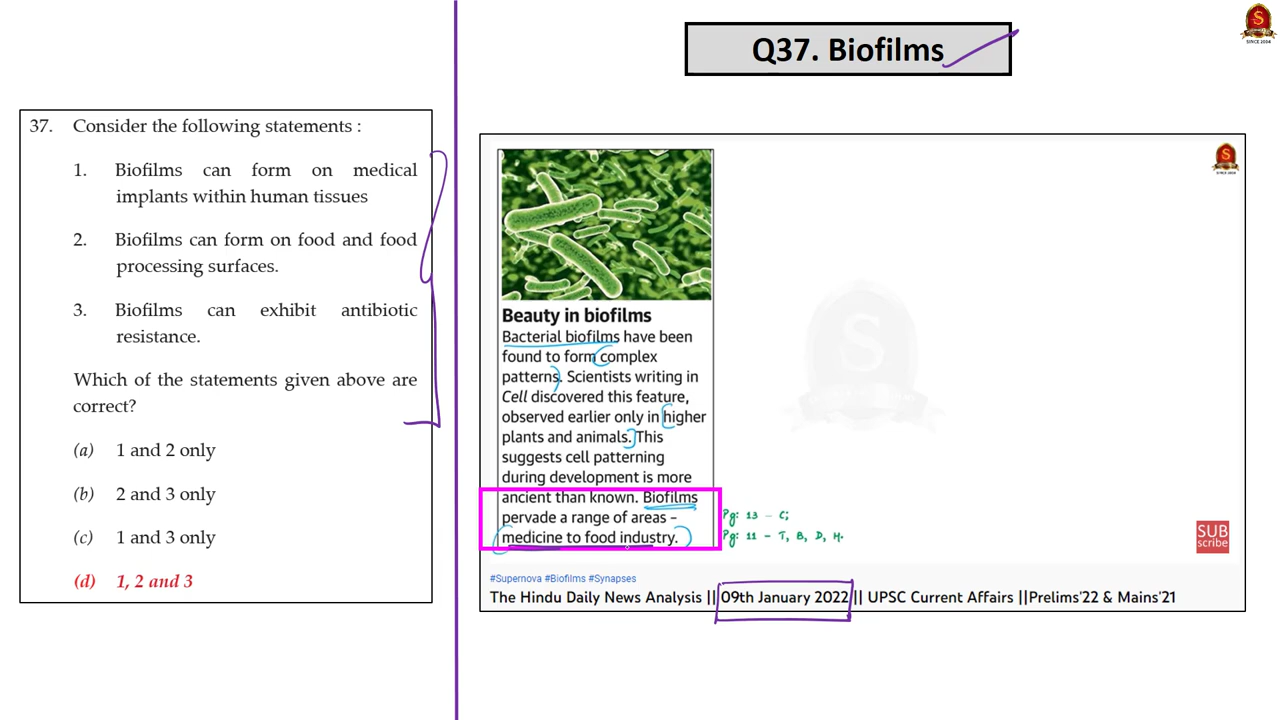 Q37. Biofilms
S
SINCE 2004
37. Consider the following statements :
1. Biofilms can form on medical
implants within human tissues
2. Biofilms can form on food and food
processing surfaces.
3. Biofilms can exhibit antibiotic
resistance.
Which of the statements given above are
correct?
(a) 1 and 2 only
(b) 2 and 3 only
(c) 1 and 3 only
(d) 1, 2 and 3
Beauty in biofilms
Bacterial biofilms have been
found to form complex
patterns. Scientists writing in
Cell discovered this feature,
observed earlier only in higher
plants and animals. This
suggests cell patterning
during development is more
ancient than known. Biofilms
pervade a range of areas –
medicine to food industry.
Pg: 13 – C;
Pg: 11 – T, B, D, H.
S
S
SUB
scribe
#Supernova #Biofilms #Synapses
The Hindu Daily News Analysis || 09th January 2022 || UPSC Current Affairs ||Prelims'22 & Mains'21